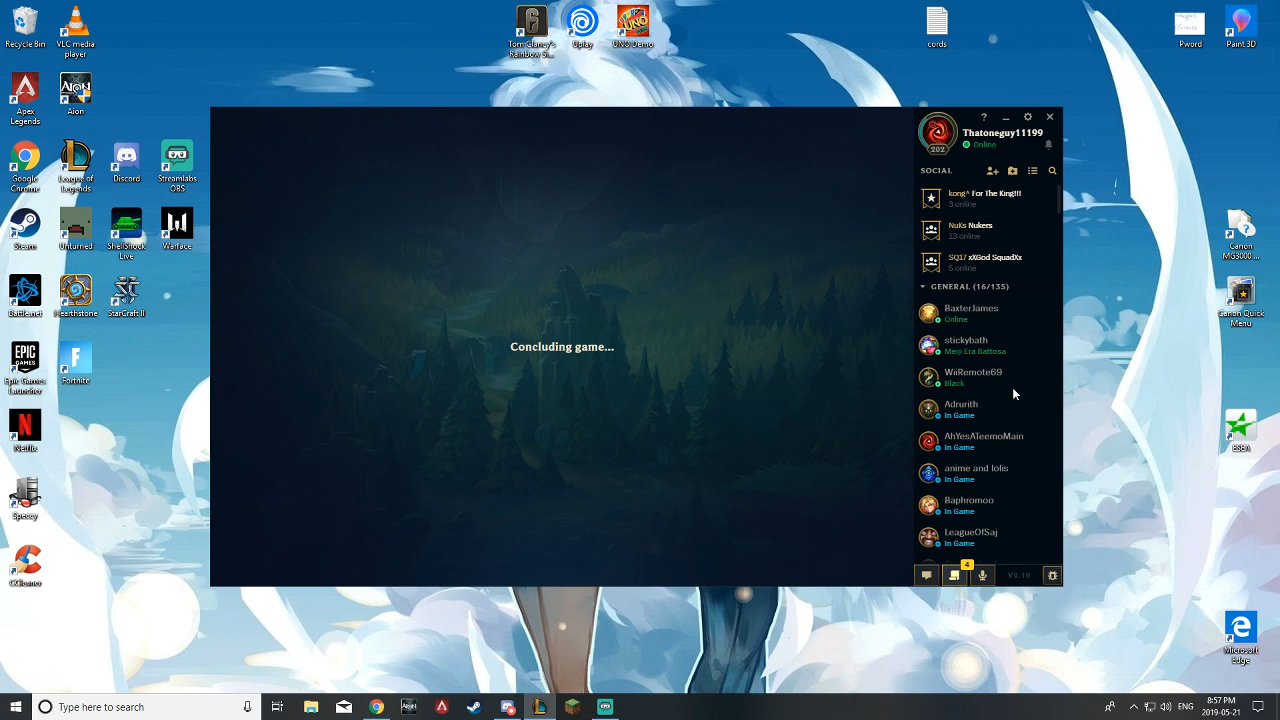 Recycle Bin
VLC media
player
Tom Clancy's
Rainbow Si...
Uplay
UNO Demo
cords
Pword
Paint 3D
Apex
Legends
Aion
Google
Chrome
League of
Legends
Discord
Streamlabs
OBS
Steam
Unturned
ShellShock
Live
Warface
Battle.net
Hearthstone
StarCraft II
Epic Games
Launcher
Fortnite
Netflix
Speccy
CCleaner
Canon
MG3000 ...
Canon Quick
Menu
Microsoft
Edge
Concluding game...
Thatoneguy11199
202
Online
SOCIAL
kong^ For The King!!!
3 online
NuKs Nukers
13 online
SQ17 xXGod SquadXx
5 online
GENERAL (16/135)
BaxterJames
Online
stickybath
Meiji Era Battosa
WiiRemote69
Black
Adrurith
In Game
AhYesATeemoMain
In Game
anime and lolis
In Game
Baphromoo
In Game
LeagueOfSaj
In Game
4
V9.10
Type here to search
8:57 PM
2019-05-21